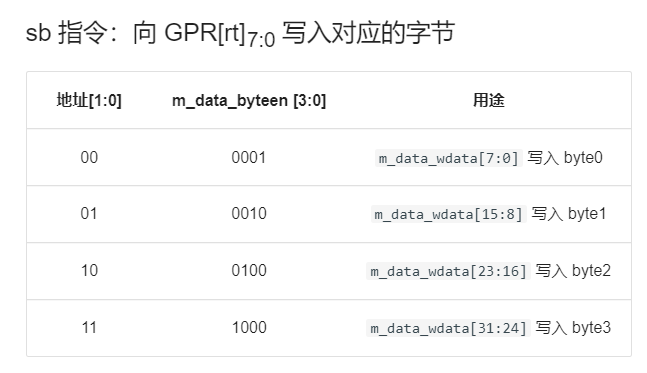 sb 指令：向 GPR[rt]7:0 写入对应的字节
地址[1:0] m_data_byteen [3:0] 用途
00 0001 m_data_wdata[7:0] 写入 byte0
01 0010 m_data_wdata[15:8] 写入 byte1
10 0100 m_data_wdata[23:16] 写入 byte2
11 1000 m_data_wdata[31:24] 写入 byte3